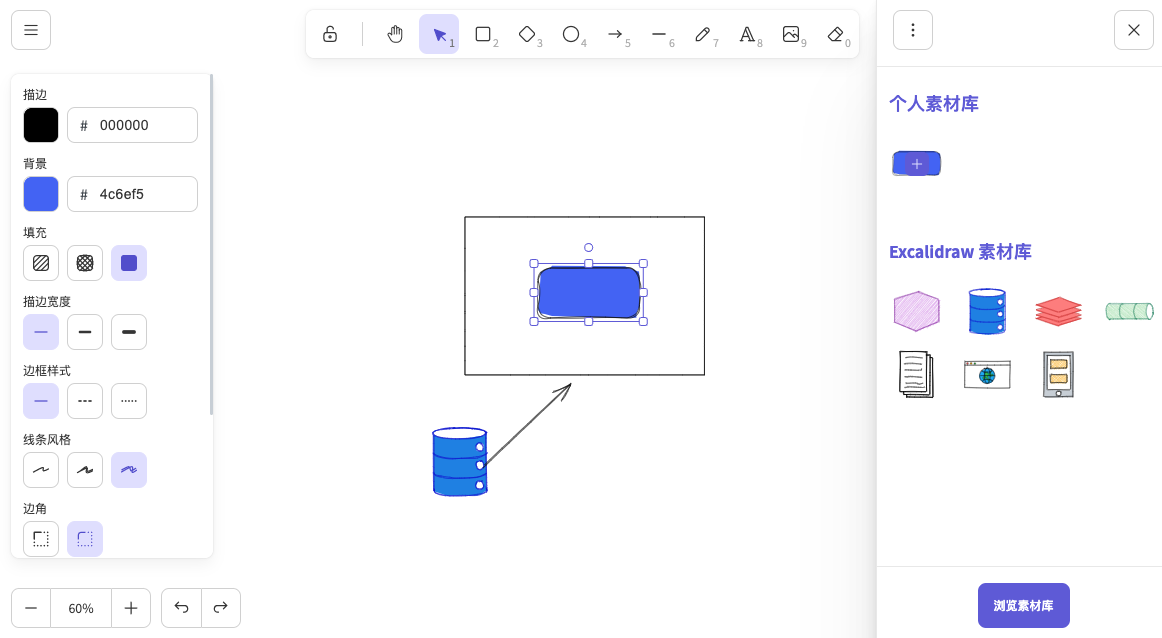 1
2
3
4
5
6
7
8
9
0
描边
# 000000
背景
# 4c6ef5
填充
描边宽度
边框样式
线条风格
边角
60%
个人素材库
Excalidraw 素材库
浏览素材库